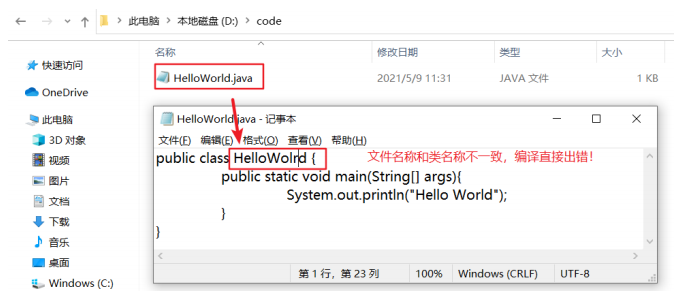 此电脑 > 本地磁盘 (D:) > code
名称 修改日期 类型 大小
快速访问
HelloWorld.java 2021/5/9 11:31 JAVA 文件 1 KB
OneDrive
此电脑
3D 对象
视频
图片
文档
下载
音乐
桌面
Windows (C:)
HelloWorld.java - 记事本
文件(F) 编辑(E) 格式(O) 查看(V) 帮助(H)
public class HelloWolrd {
文件名称和类名称不一致，编译直接出错！
public static void main(String[] args){
System.out.println("Hello World");
}
}
第 1 行，第 23 列 100% Windows (CRLF) UTF-8